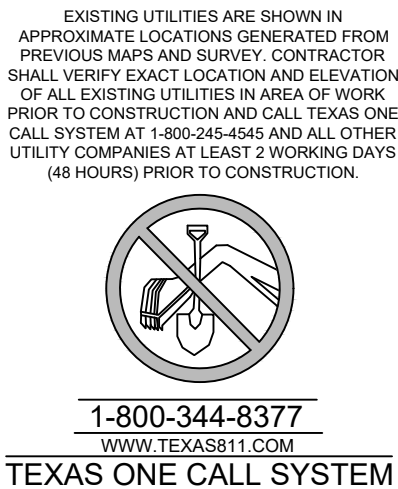 EXISTING UTILITIES ARE SHOWN IN
APPROXIMATE LOCATIONS GENERATED FROM
PREVIOUS MAPS AND SURVEY. CONTRACTOR
SHALL VERIFY EXACT LOCATION AND ELEVATION
OF ALL EXISTING UTILITIES IN AREA OF WORK
PRIOR TO CONSTRUCTION AND CALL TEXAS ONE
CALL SYSTEM AT 1-800-245-4545 AND ALL OTHER
UTILITY COMPANIES AT LEAST 2 WORKING DAYS
(48 HOURS) PRIOR TO CONSTRUCTION.
1-800-344-8377
WWW.TEXAS811.COM
TEXAS ONE CALL SYSTEM